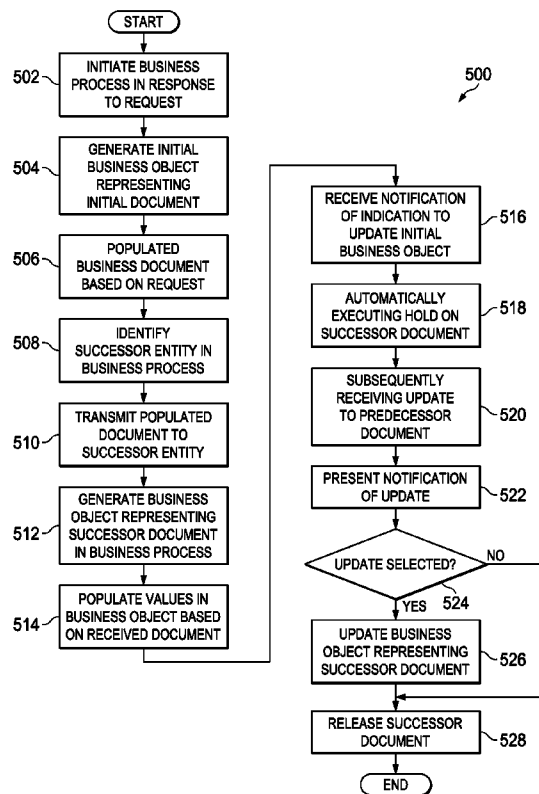 START
502
INITIATE BUSINESS
PROCESS IN RESPONSE
TO REQUEST
504
GENERATE INITIAL
BUSINESS OBJECT
REPRESENTING
INITIAL DOCUMENT
506
POPULATED
BUSINESS DOCUMENT
BASED ON REQUEST
508
IDENTIFY
SUCCESSOR ENTITY IN
BUSINESS PROCESS
510
TRANSMIT POPULATED
DOCUMENT TO
SUCCESSOR ENTITY
512
GENERATE BUSINESS
OBJECT REPRESENTING
SUCCESSOR DOCUMENT
IN BUSINESS PROCESS
514
POPULATE VALUES IN
BUSINESS OBJECT BASED
ON RECEIVED DOCUMENT
500
RECEIVE NOTIFICATION
OF INDICATION TO
UPDATE INITIAL
BUSINESS OBJECT
516
AUTOMATICALLY
EXECUTING HOLD ON
SUCCESSOR DOCUMENT
518
SUBSEQUENTLY
RECEIVING UPDATE
TO PREDECESSOR
DOCUMENT
520
PRESENT NOTIFICATION
OF UPDATE
522
UPDATE SELECTED?
NO
524
YES
UPDATE BUSINESS
OBJECT REPRESENTING
SUCCESSOR DOCUMENT
526
RELEASE SUCCESSOR
DOCUMENT
528
END